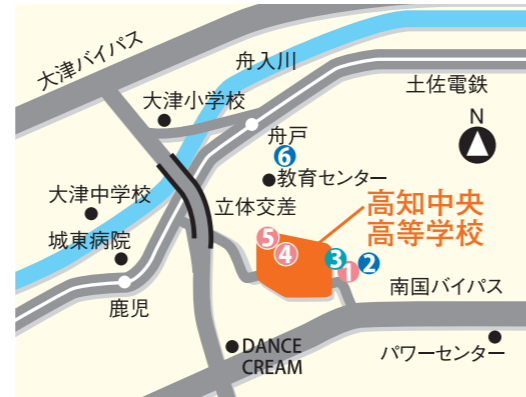 大津バイパス
舟入川
土佐電鉄
大津小学校
N
舟戸
6
教育センター
大津中学校
立体交差
高知中央
高等学校
城東病院
5
4
3
1
2
南国バイパス
鹿児
DANCE
CREAM
パワーセンター